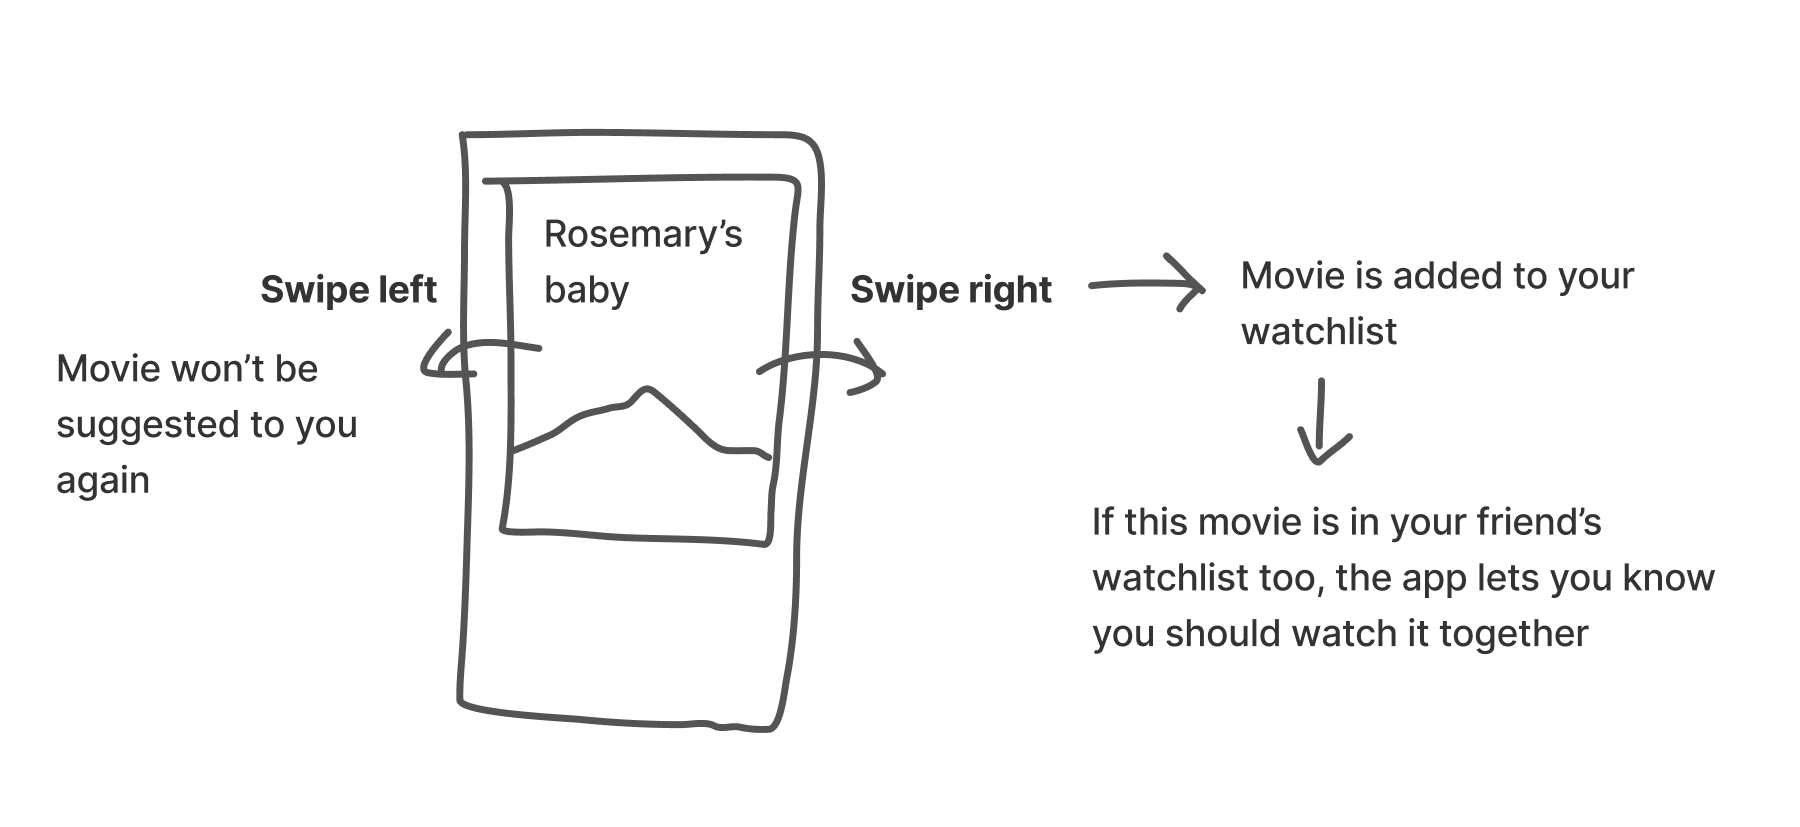 Rosemary’s
baby
Swipe left
Movie won’t be
suggested to you
again
Swipe right
Movie is added to your
watchlist
If this movie is in your friend’s
watchlist too, the app lets you know
you should watch it together